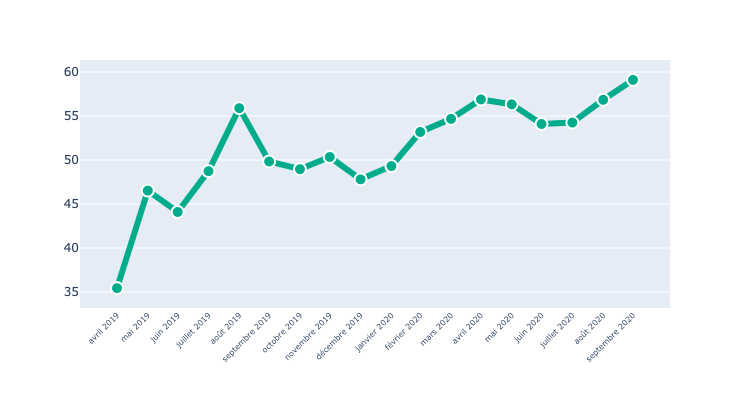 60
55
50
45
40
35
avril 2019
mai 2019
juin 2019
juillet 2019
août 2019
septembre 2019
octobre 2019
novembre 2019
décembre 2019
janvier 2020
février 2020
mars 2020
avril 2020
mai 2020
juin 2020
juillet 2020
août 2020
septembre 2020